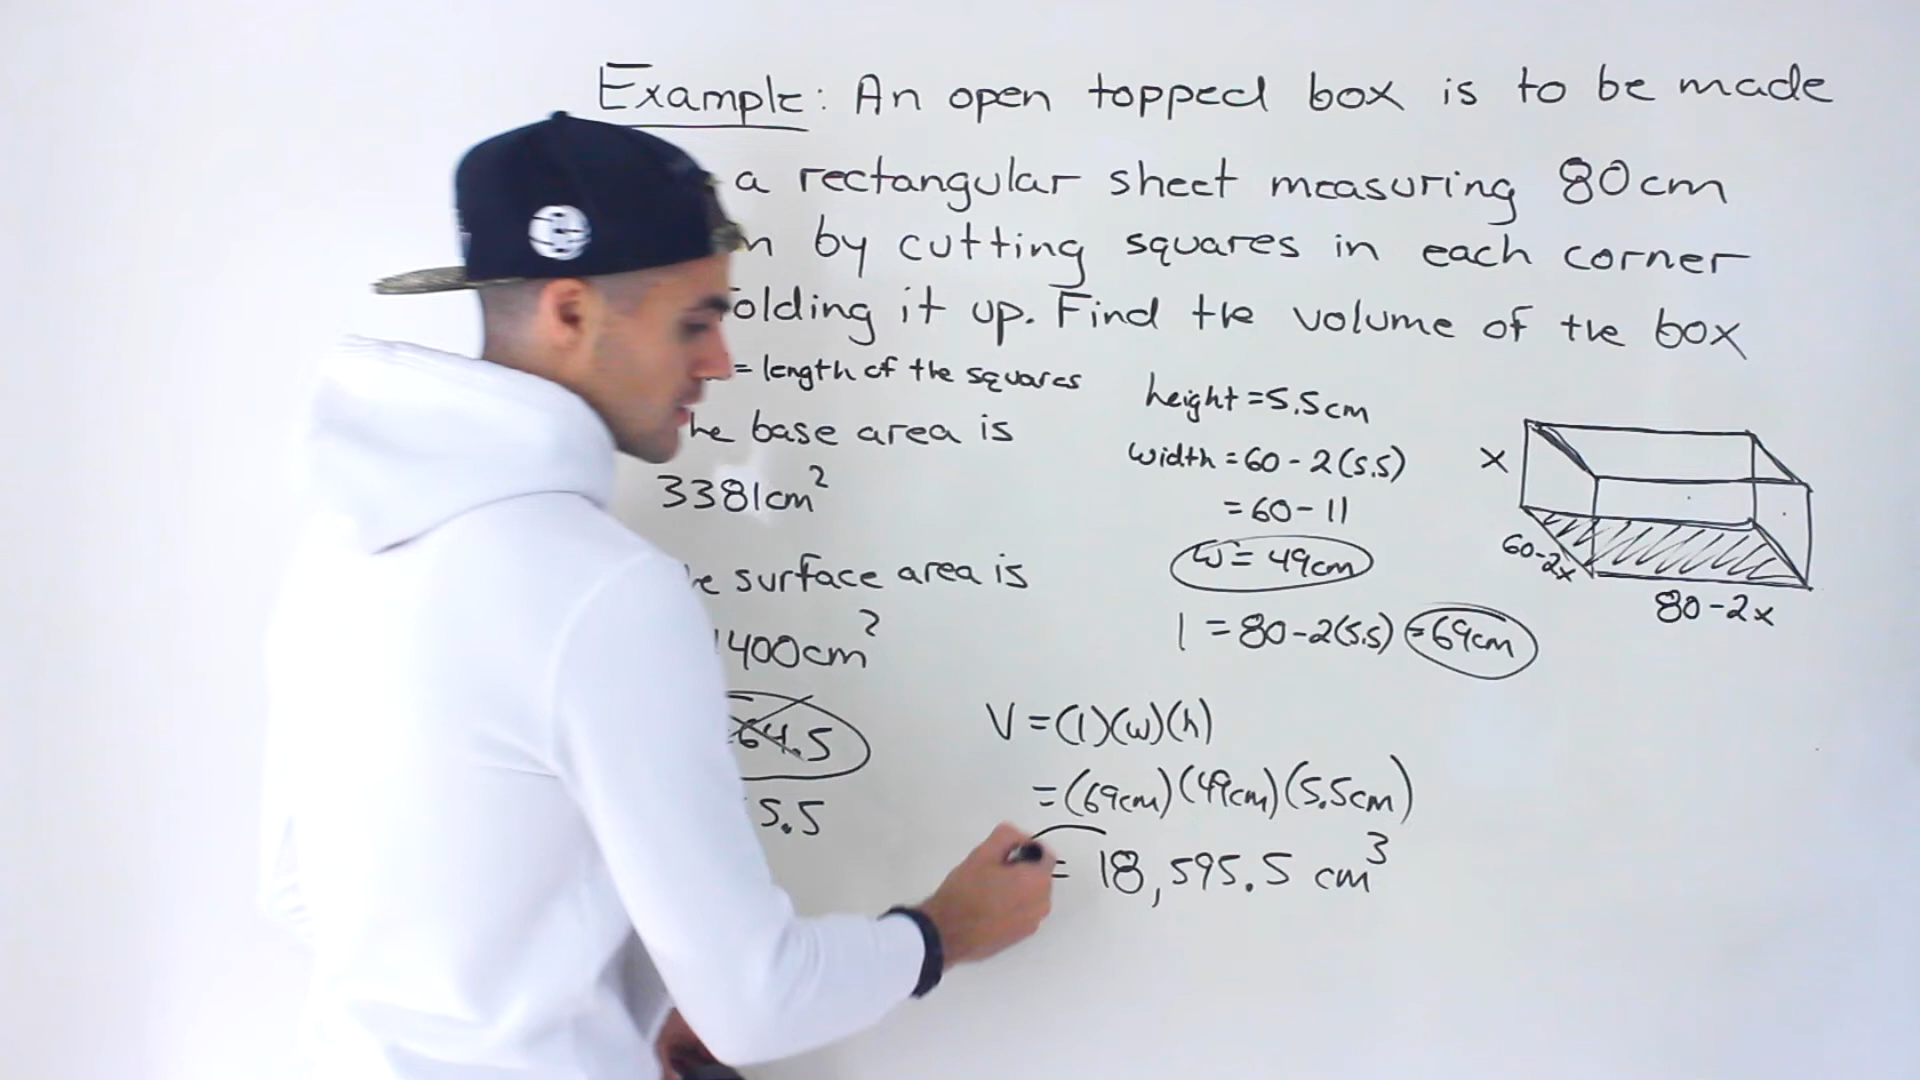 Example: An open topped box is to be made
a rectangular sheet measuring 80cm
by cutting squares in each corner
olding it up. Find the volume of the box
= length of the squares
he base area is
3381cm²
e surface area is
400cm²
64.5
5.5
height = 5.5cm
width = 60 - 2(5.5)
= 60 - 11
w = 49cm
l = 80 - 2(5.5) = 69cm
V = (l)(w)(h)
= (69cm)(49cm)(5.5cm)
= 18,595.5 cm³
x
60-2x
80-2x